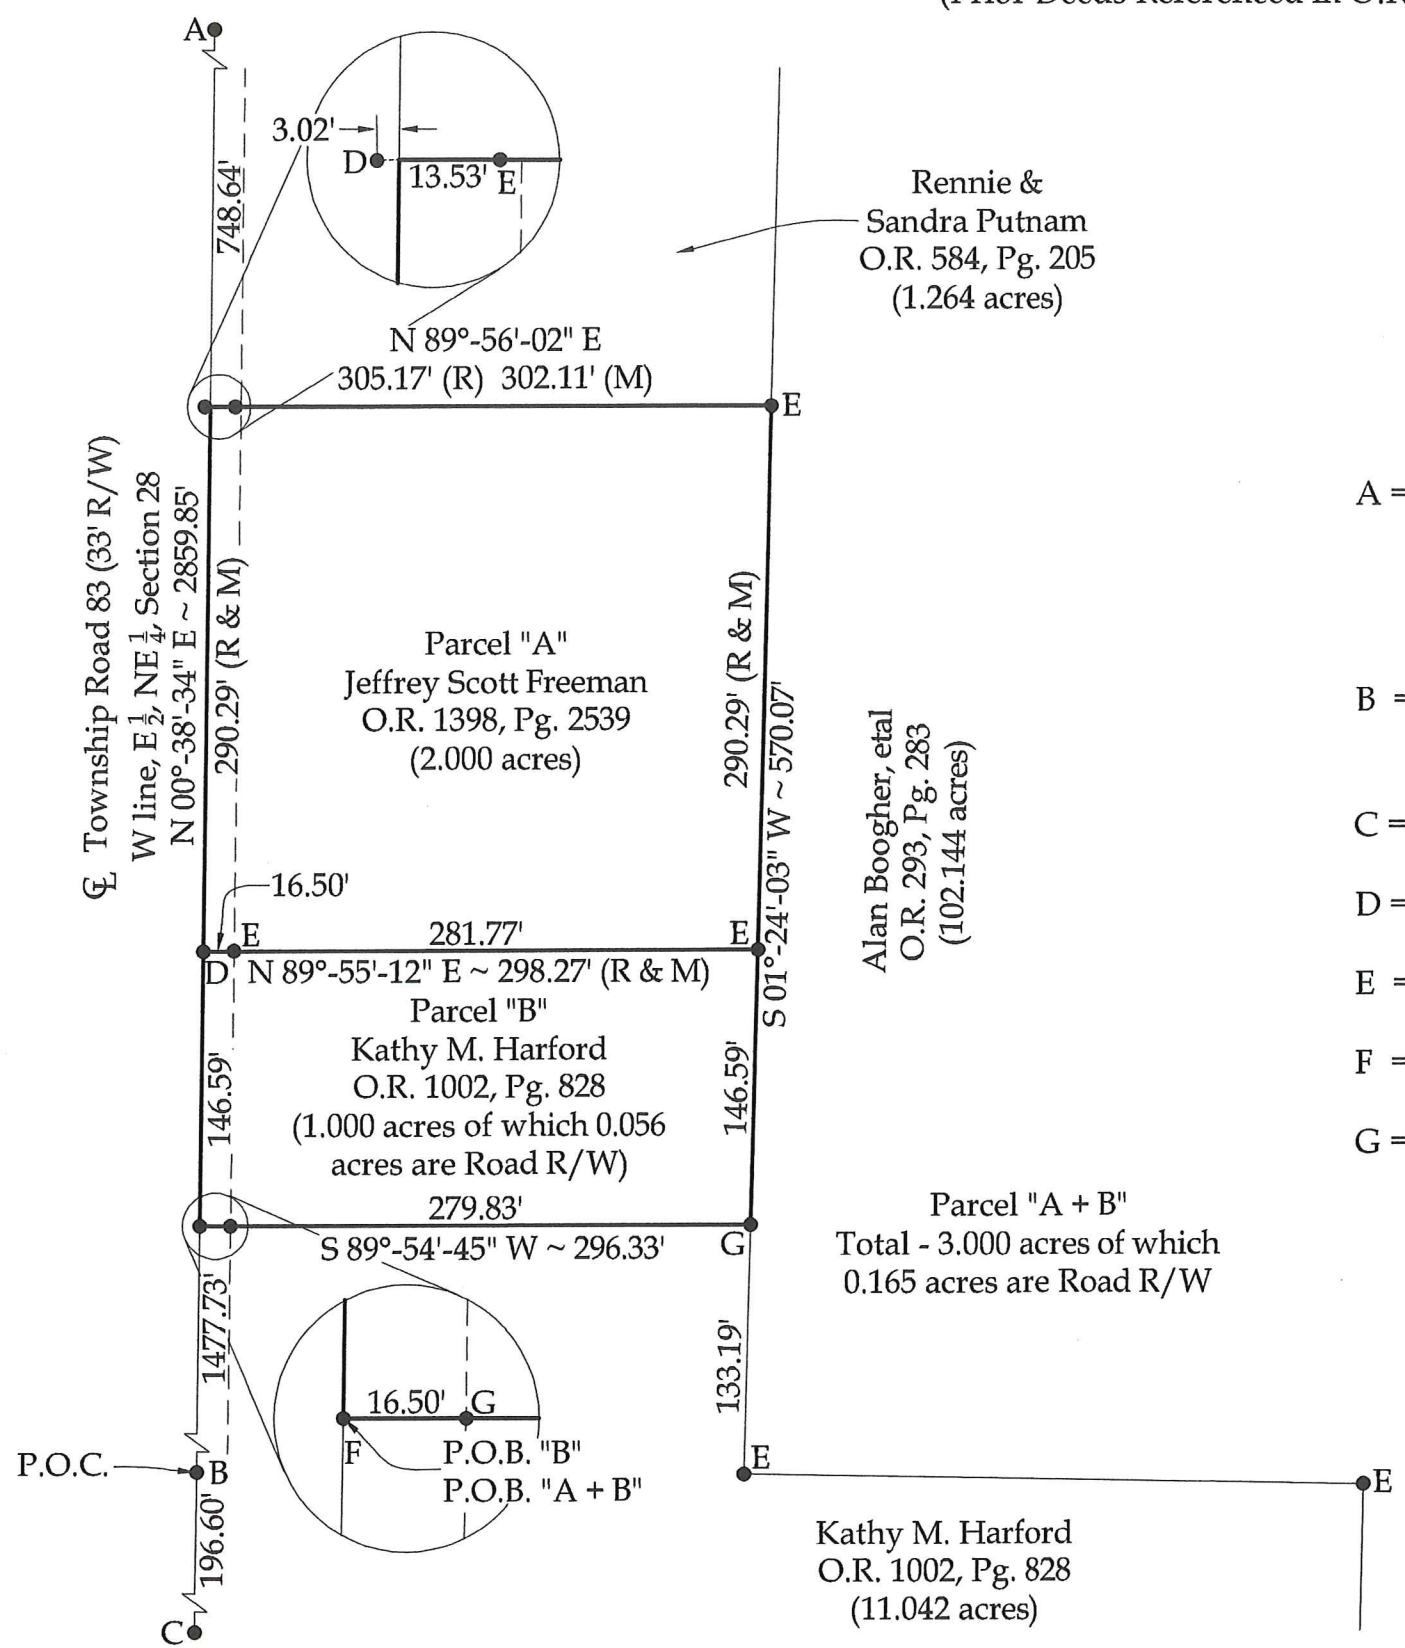 A
3.02'
D
13.53'
E
748.64'
Rennie &
Sandra Putnam
O.R. 584, Pg. 205
(1.264 acres)
N 89°-56'-02" E
305.17' (R) 302.11' (M)
E
℄ Township Road 83 (33' R/W)
W line, E½, NE¼, Section 28
N 00°-38'-34" E ~ 2859.85'
290.29' (R & M)
Parcel "A"
Jeffrey Scott Freeman
O.R. 1398, Pg. 2539
(2.000 acres)
290.29' (R & M)
S 01°-24'-03" W ~ 570.07'
Alan Boogher, etal
O.R. 293, Pg. 283
(102.144 acres)
A =
B =
C =
D =
E =
F =
G =
16.50'
E
281.77'
E
D
N 89°-55'-12" E ~ 298.27' (R & M)
Parcel "B"
Kathy M. Harford
O.R. 1002, Pg. 828
(1.000 acres of which 0.056
acres are Road R/W)
146.59'
146.59'
279.83'
S 89°-54'-45" W ~ 296.33'
G
Parcel "A + B"
Total - 3.000 acres of which
0.165 acres are Road R/W
1477.73'
133.19'
16.50'
G
F
P.O.B. "B"
P.O.B. "A + B"
P.O.C.
B
E
E
196.60'
Kathy M. Harford
O.R. 1002, Pg. 828
(11.042 acres)
C